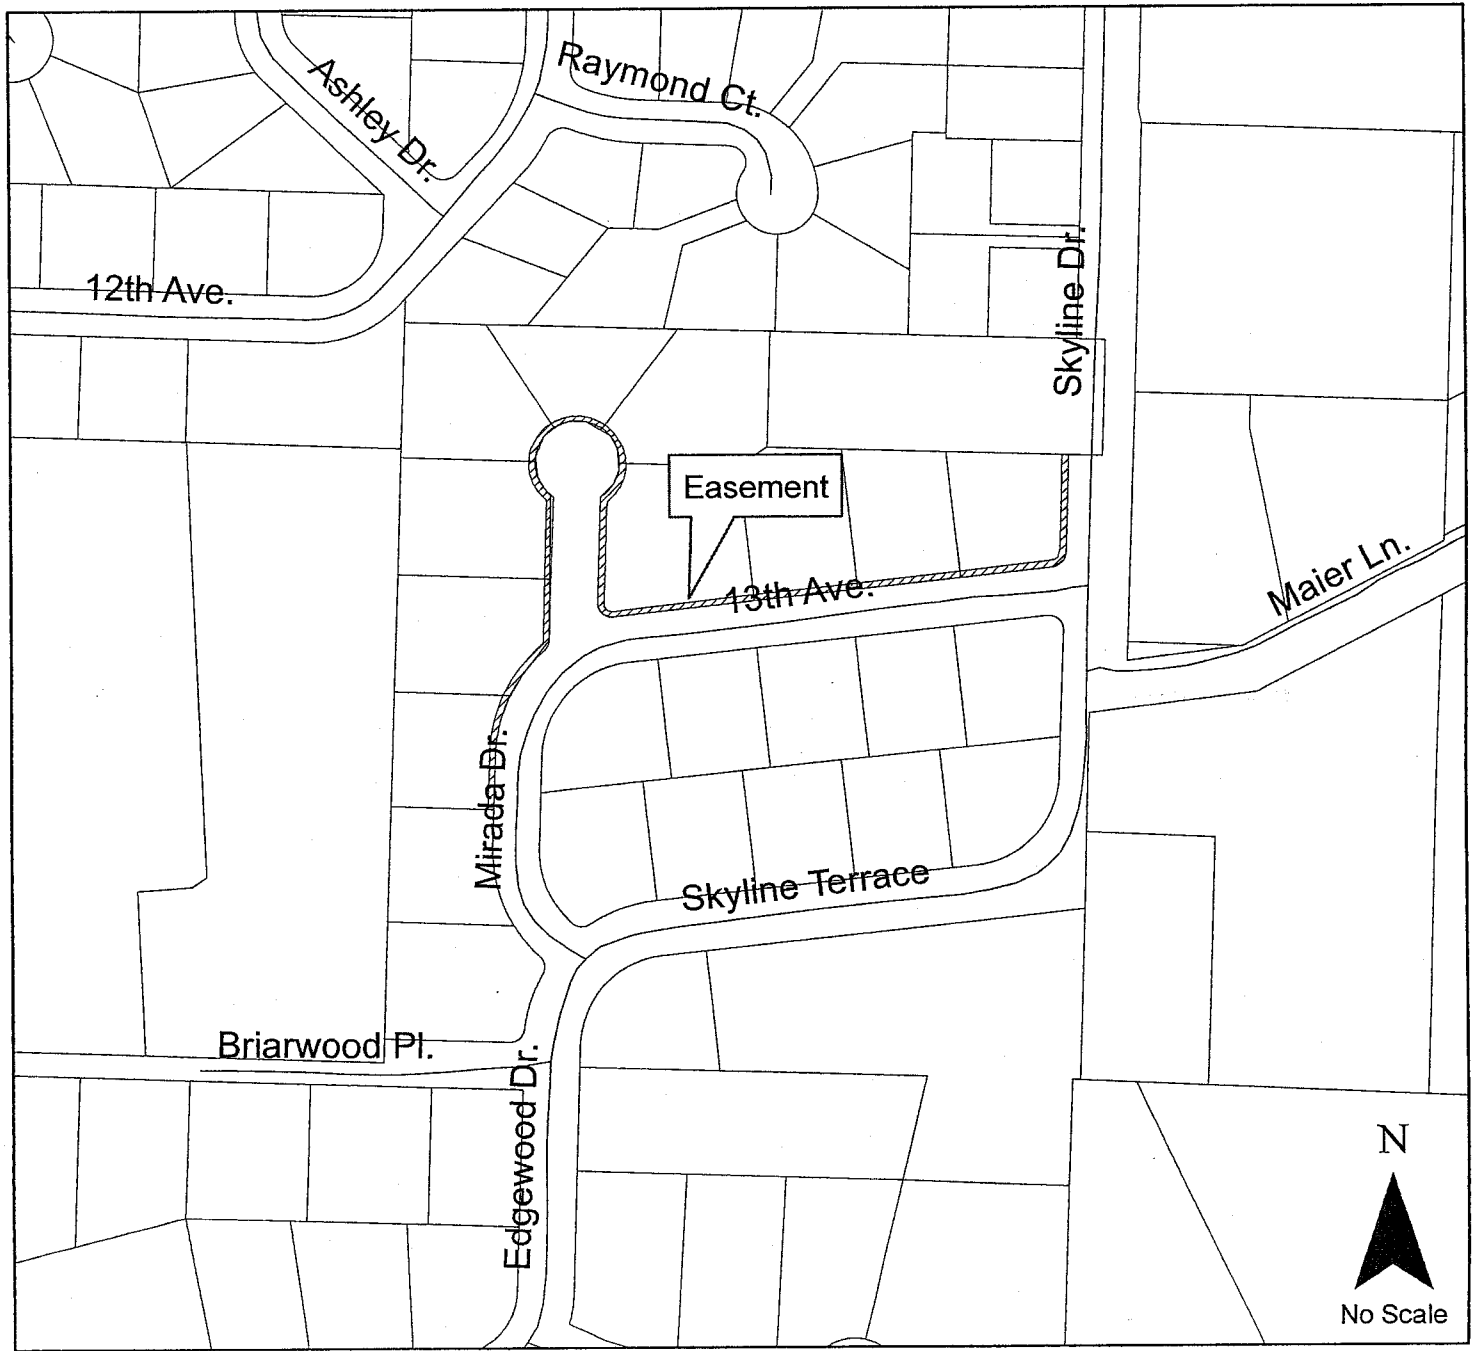 Raymond Ct.
Ashley Dr.
12th Ave.
Skyline Dr.
Easement
13th Ave.
Maier Ln.
Mirada Dr.
Skyline Terrace
Briarwood Pl.
Edgewood Dr.
N
No Scale